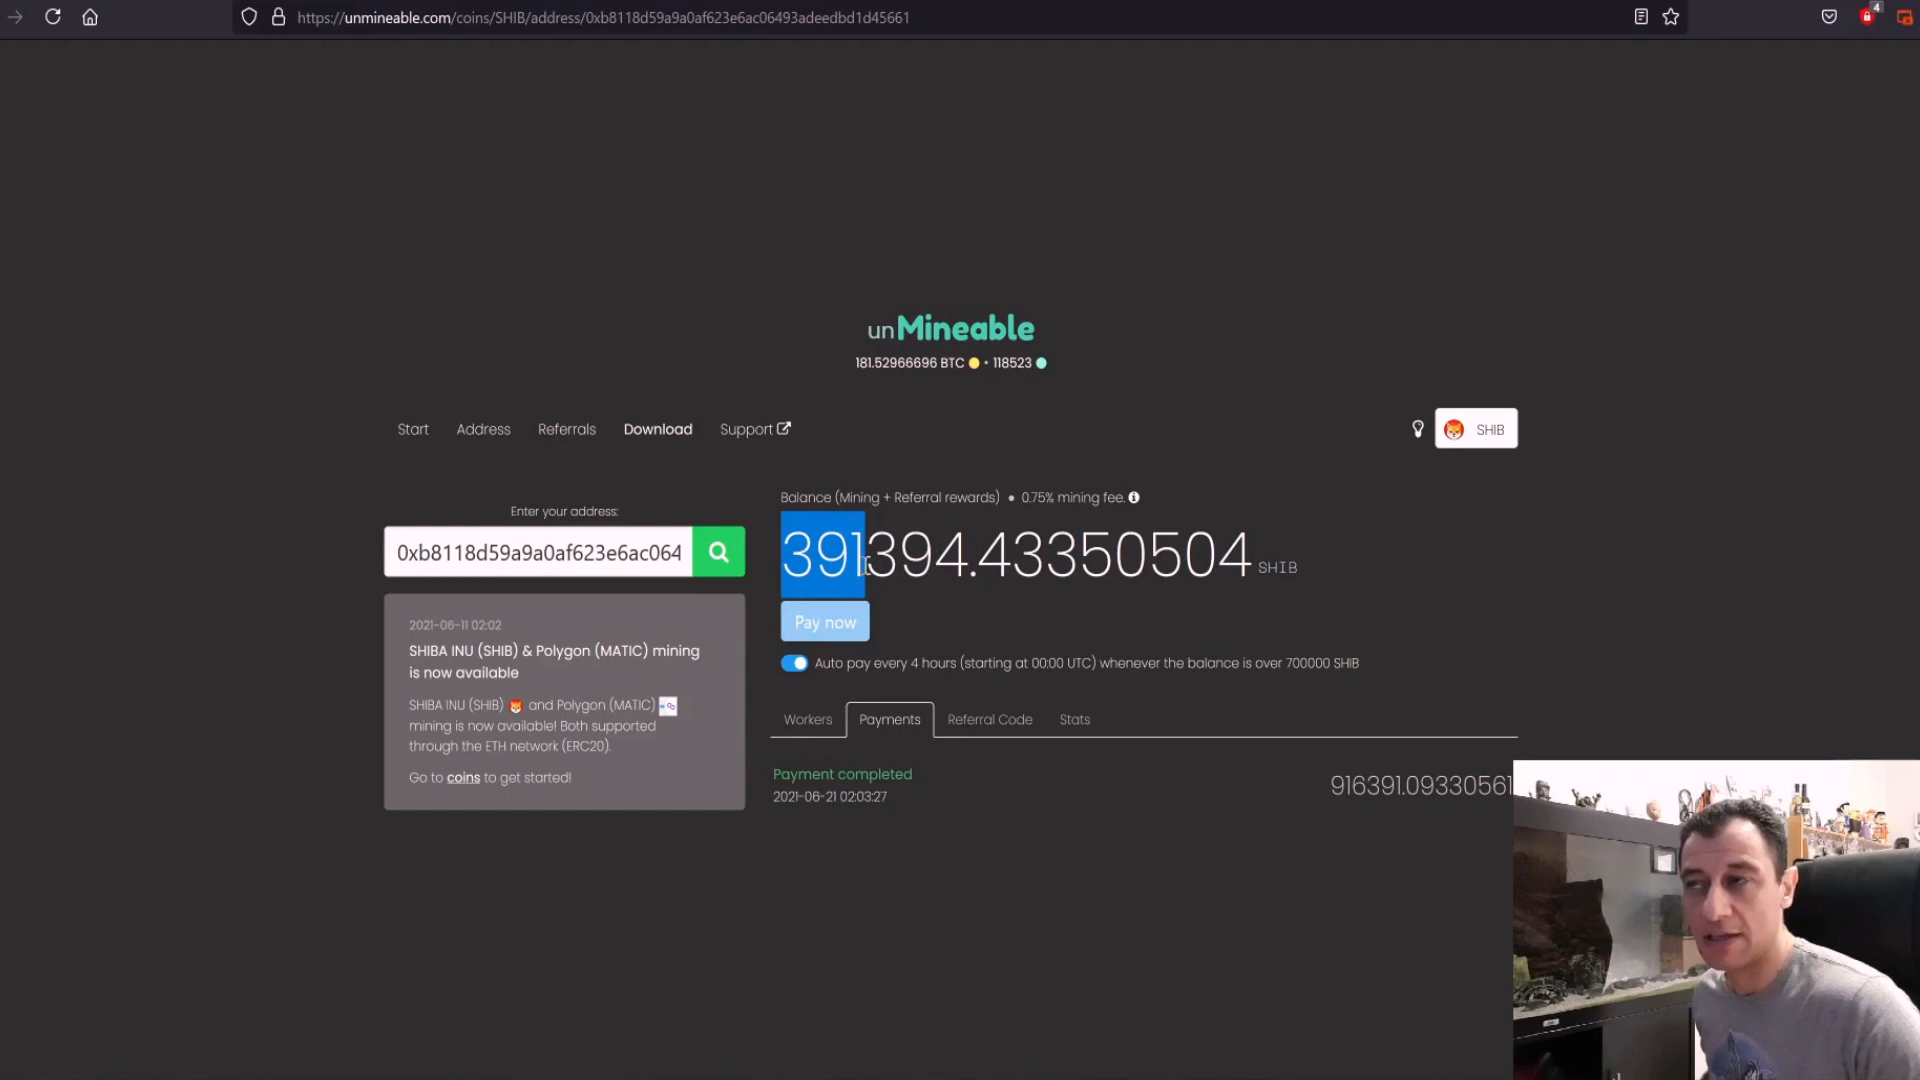 https://unmineable.com/coins/SHIB/address/0xb8118d59a9a0af623e6ac06493adeedbd1d45661
4
unMineable
181.52966696 BTC • 118523
Start Address Referrals Download Support
SHIB
Enter your address:
0xb8118d59a9a0af623e6ac064
2021-06-11 02:02
SHIBA INU (SHIB) & Polygon (MATIC) mining
is now available
SHIBA INU (SHIB) and Polygon (MATIC)
mining is now available! Both supported
through the ETH network (ERC20).
Go to coins to get started!
Balance (Mining + Referral rewards) • 0.75% mining fee.
391394.43350504 SHIB
Pay now
Auto pay every 4 hours (starting at 00:00 UTC) whenever the balance is over 700000 SHIB
Workers Payments Referral Code Stats
Payment completed
2021-06-21 02:03:27
916391.09330561